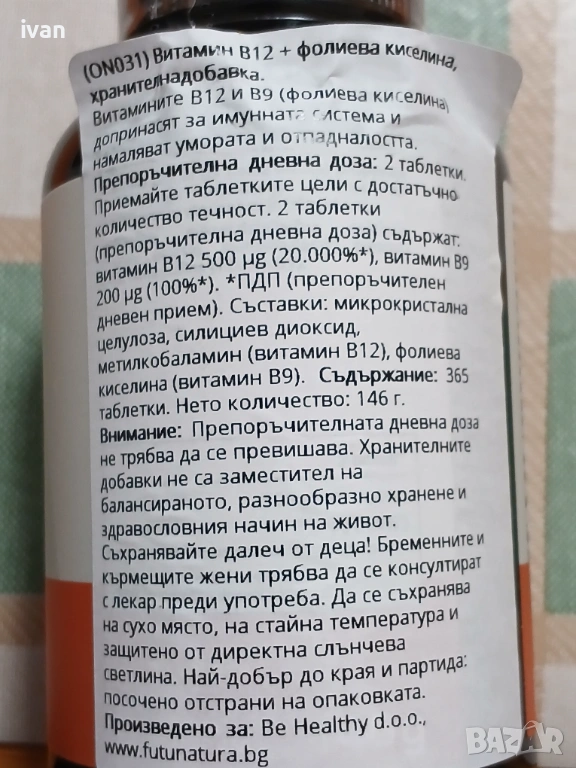 ivan
(ON031) Витамин B12 + фолиева киселина,
хранителнадобавка.
Витамините B12 и B9 (фолиева киселина)
допринасят за имунната система и
намаляват умората и отпадналостта.
Препоръчителна дневна доза: 2 таблетки.
Приемайте таблетките цели с достатъчно
количество течност. 2 таблетки
(препоръчителна дневна доза) съдържат:
витамин B12 500 µg (20.000%*), витамин B9
200 µg (100%*). *ПДП (препоръчителен
дневен прием). Съставки: микрокристална
целулоза, силициев диоксид,
метилкобаламин (витамин B12), фолиева
киселина (витамин B9). Съдържание: 365
таблетки. Нето количество: 146 г.
Внимание: Препоръчителната дневна доза
не трябва да се превишава. Хранителните
добавки не са заместител на
балансираното, разнообразно хранене и
здравословния начин на живот.
Съхранявайте далеч от деца! Бременните и
кърмещите жени трябва да се консултират
с лекар преди употреба. Да се съхранява
на сухо място, на стайна температура и
защитено от директна слънчева
светлина. Най-добър до края и партида:
посочено отстрани на опаковката.
Произведено за: Be Healthy d.o.o.,
www.futunatura.bg
BAZAR